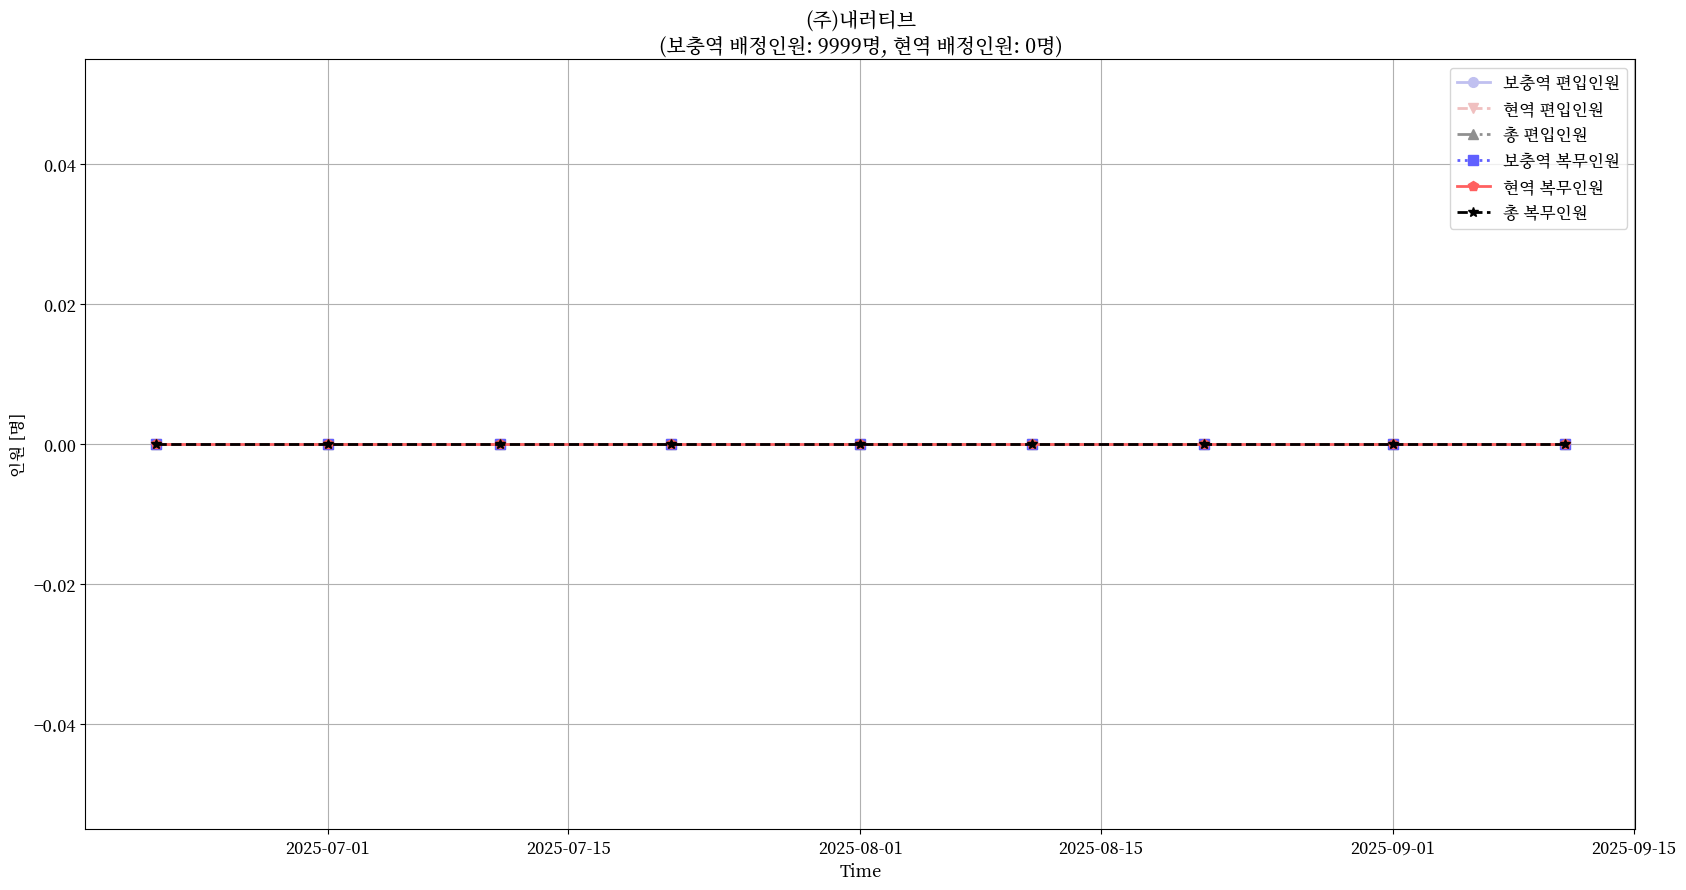 (주)내러티브
(보충역 배정인원: 9999명, 현역 배정인원: 0명)
보충역 편입인원
현역 편입인원
총 편입인원
보충역 복무인원
현역 복무인원
총 복무인원
인원 [명]
0.04
0.02
0.00
−0.02
−0.04
2025-07-01
2025-07-15
2025-08-01
2025-08-15
2025-09-01
2025-09-15
Time